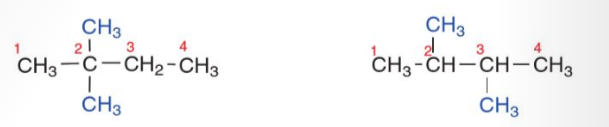 CH₃ CH₃
1 2 3 4 1 2 3 4
CH₃–C–CH₂-CH₃ CH₃-CH–CH–CH₃
CH₃ CH₃